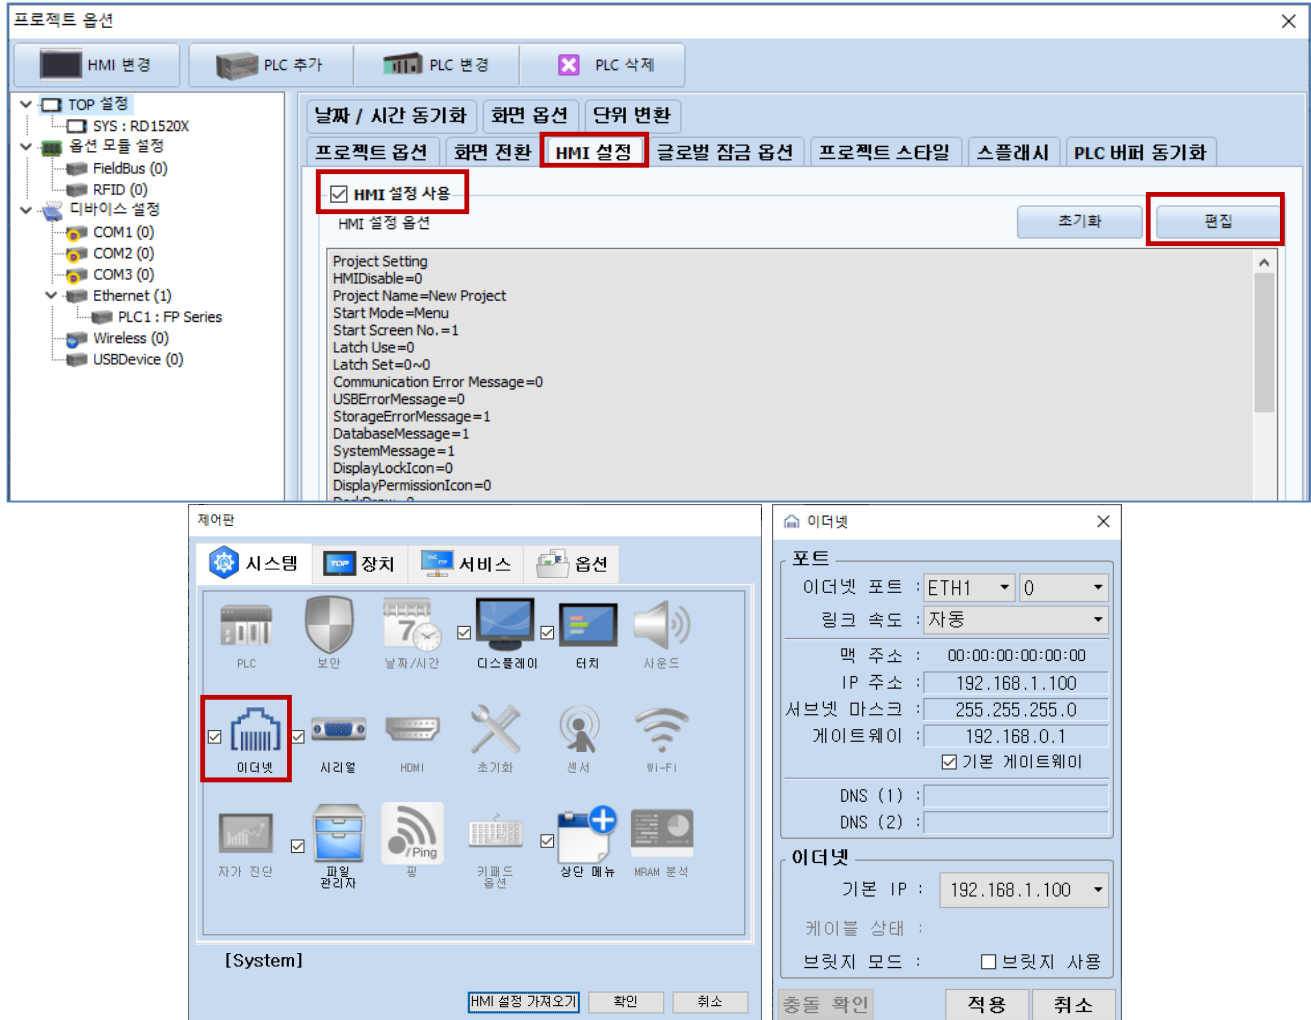 프로젝트 옵션
HMI 변경
PLC 추가
PLC 변경
PLC 삭제
TOP 설정
SYS : RD1520X
옵션 모듈 설정
FieldBus (0)
RFID (0)
디바이스 설정
COM1 (0)
COM2 (0)
COM3 (0)
Ethernet (1)
PLC1 : FP Series
Wireless (0)
USBDevice (0)
날짜 / 시간 동기화
화면 옵션
단위 변환
프로젝트 옵션
화면 전환
HMI 설정
글로벌 잠금 옵션
프로젝트 스타일
스플래시
PLC 버퍼 동기화
HMI 설정 사용
HMI 설정 옵션
초기화
편집
Project Setting
HMIDisable=0
Project Name=New Project
Start Mode=Menu
Start Screen No.=1
Latch Use=0
Latch Set=0~0
Communication Error Message=0
USBErrorMessage=0
StorageErrorMessage=1
DatabaseMessage=1
SystemMessage=1
DisplayLockIcon=0
DisplayPermissionIcon=0
제어판
시스템
TOP
장치
서비스
옵션
PLC
보안
7
날짜/시간
디스플레이
터치
사운드
이더넷
시리얼
HDMI
초기화
센서
Wi-Fi
자가 진단
파일
관리자
/Ping
핑
키패드
옵션
상단 메뉴
MRAM 분석
[System]
HMI 설정 가져오기
확인
취소
이더넷
포트
이더넷 포트 : ETH1 0
링크 속도 : 자동
맥 주소 : 00:00:00:00:00:00
IP 주소 : 192.168.1.100
서브넷 마스크 : 255.255.255.0
게이트웨이 : 192.168.0.1
기본 게이트웨이
DNS (1) :
DNS (2) :
이더넷
기본 IP : 192.168.1.100
케이블 상태 :
브릿지 모드 : 브릿지 사용
충돌 확인
적용
취소